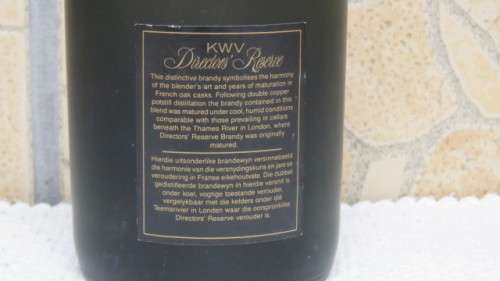 KWV
Directors' Reserve
This distinctive brandy symbolises the harmony
of the blender's art and years of maturation in
French oak casks. Following double copper
potstill distillation the brandy contained in this
blend was matured under cool, humid conditions
comparable with those prevailing in cellars
beneath the Thames River in London, where
Directors' Reserve Brandy was originally
matured.
Hierdie uitsonderlike brandewyn versinnebeeld
die harmonie van die versnydingskuns en jare se
veroudering in Franse eikehoutvate. Die dubbel
gedistilleerde brandewyn in hierdie versnit is
onder koel, vogtige toestande verouder,
vergelykbaar met die kelders onder die
Teemsrivier in Londen waar die oorspronklike
Directors' Reserve verouder is.